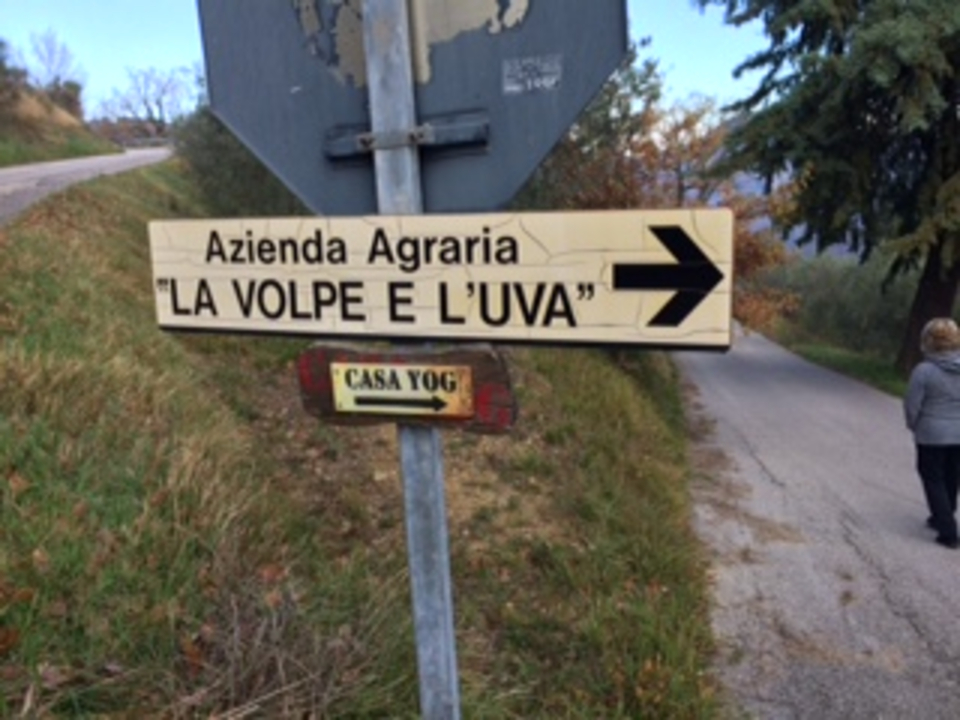 Azienda Agraria
"LA VOLPE E L'UVA"
CASA YOG